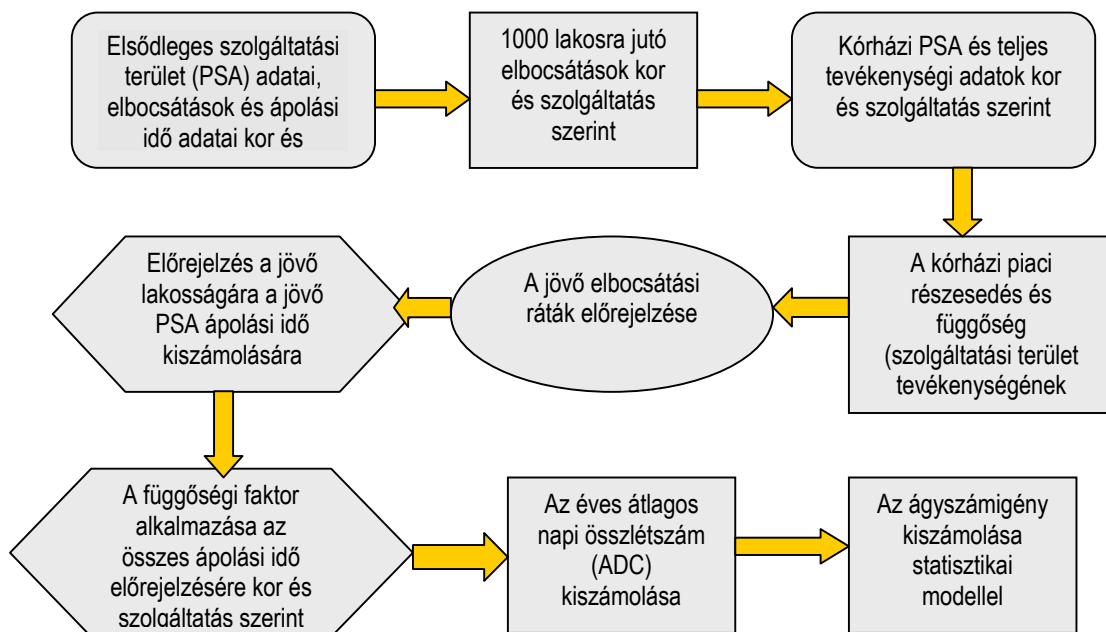 Elsődleges szolgáltatási
terület (PSA) adatai,
elbocsátások és ápolási
idő adatai kor és
1000 lakosra jutó
elbocsátások kor
és szolgáltatás
szerint
Kórházi PSA és teljes
tevékenységi adatok kor
és szolgáltatás szerint
A kórházi piaci
részesedés és
függőség
(szolgáltatási terület
tevékenységének
A jövő elbocsátási
ráták előrejelzése
Előrejelzés a jövő
lakosságára a jövő
PSA ápolási idő
kiszámolására
A függőségi faktor
alkalmazása az
összes ápolási idő
előrejelzésére kor és
szolgáltatás szerint
Az éves átlagos
napi összlétszám
(ADC)
kiszámolása
Az ágyszámigény
kiszámolása
statisztikai
modellel